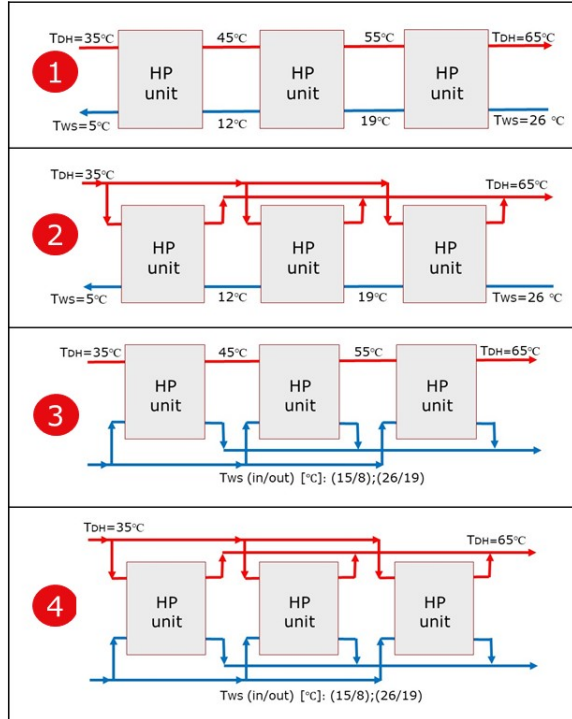 TDH=35℃ 45℃ 55℃ TDH=65℃
1
HP unit HP unit HP unit
TWS=5℃ 12℃ 19℃ TWS=26 ℃
TDH=35℃
TDH=65℃
2
HP unit HP unit HP unit
TWS=5℃ 12℃ 19℃ TWS=26 ℃
TDH=35℃ 45℃ 55℃ TDH=65℃
3
HP unit HP unit HP unit
TWS (in/out) [℃]: (15/8);(26/19)
TDH=35℃
TDH=65℃
4
HP unit HP unit HP unit
TWS (in/out) [℃]: (15/8);(26/19)